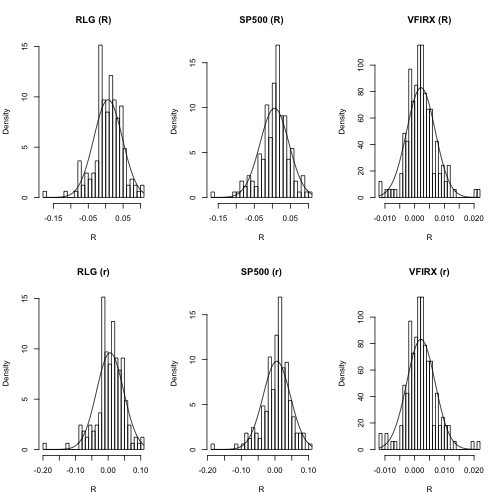 RLG (R)
SP500 (R)
VFIRX (R)
Density
0 5 10 15
-0.15 -0.05 0.05
R
Density
0 5 10 15
-0.15 -0.05 0.05
R
Density
0 20 40 60 80 100
-0.010 0.000 0.010 0.020
R
RLG (r)
SP500 (r)
VFIRX (r)
Density
0 5 10 15
-0.20 -0.10 0.00 0.10
R
Density
0 5 10 15
-0.20 -0.10 0.00 0.10
R
Density
0 20 40 60 80 100
-0.010 0.000 0.010 0.020
R